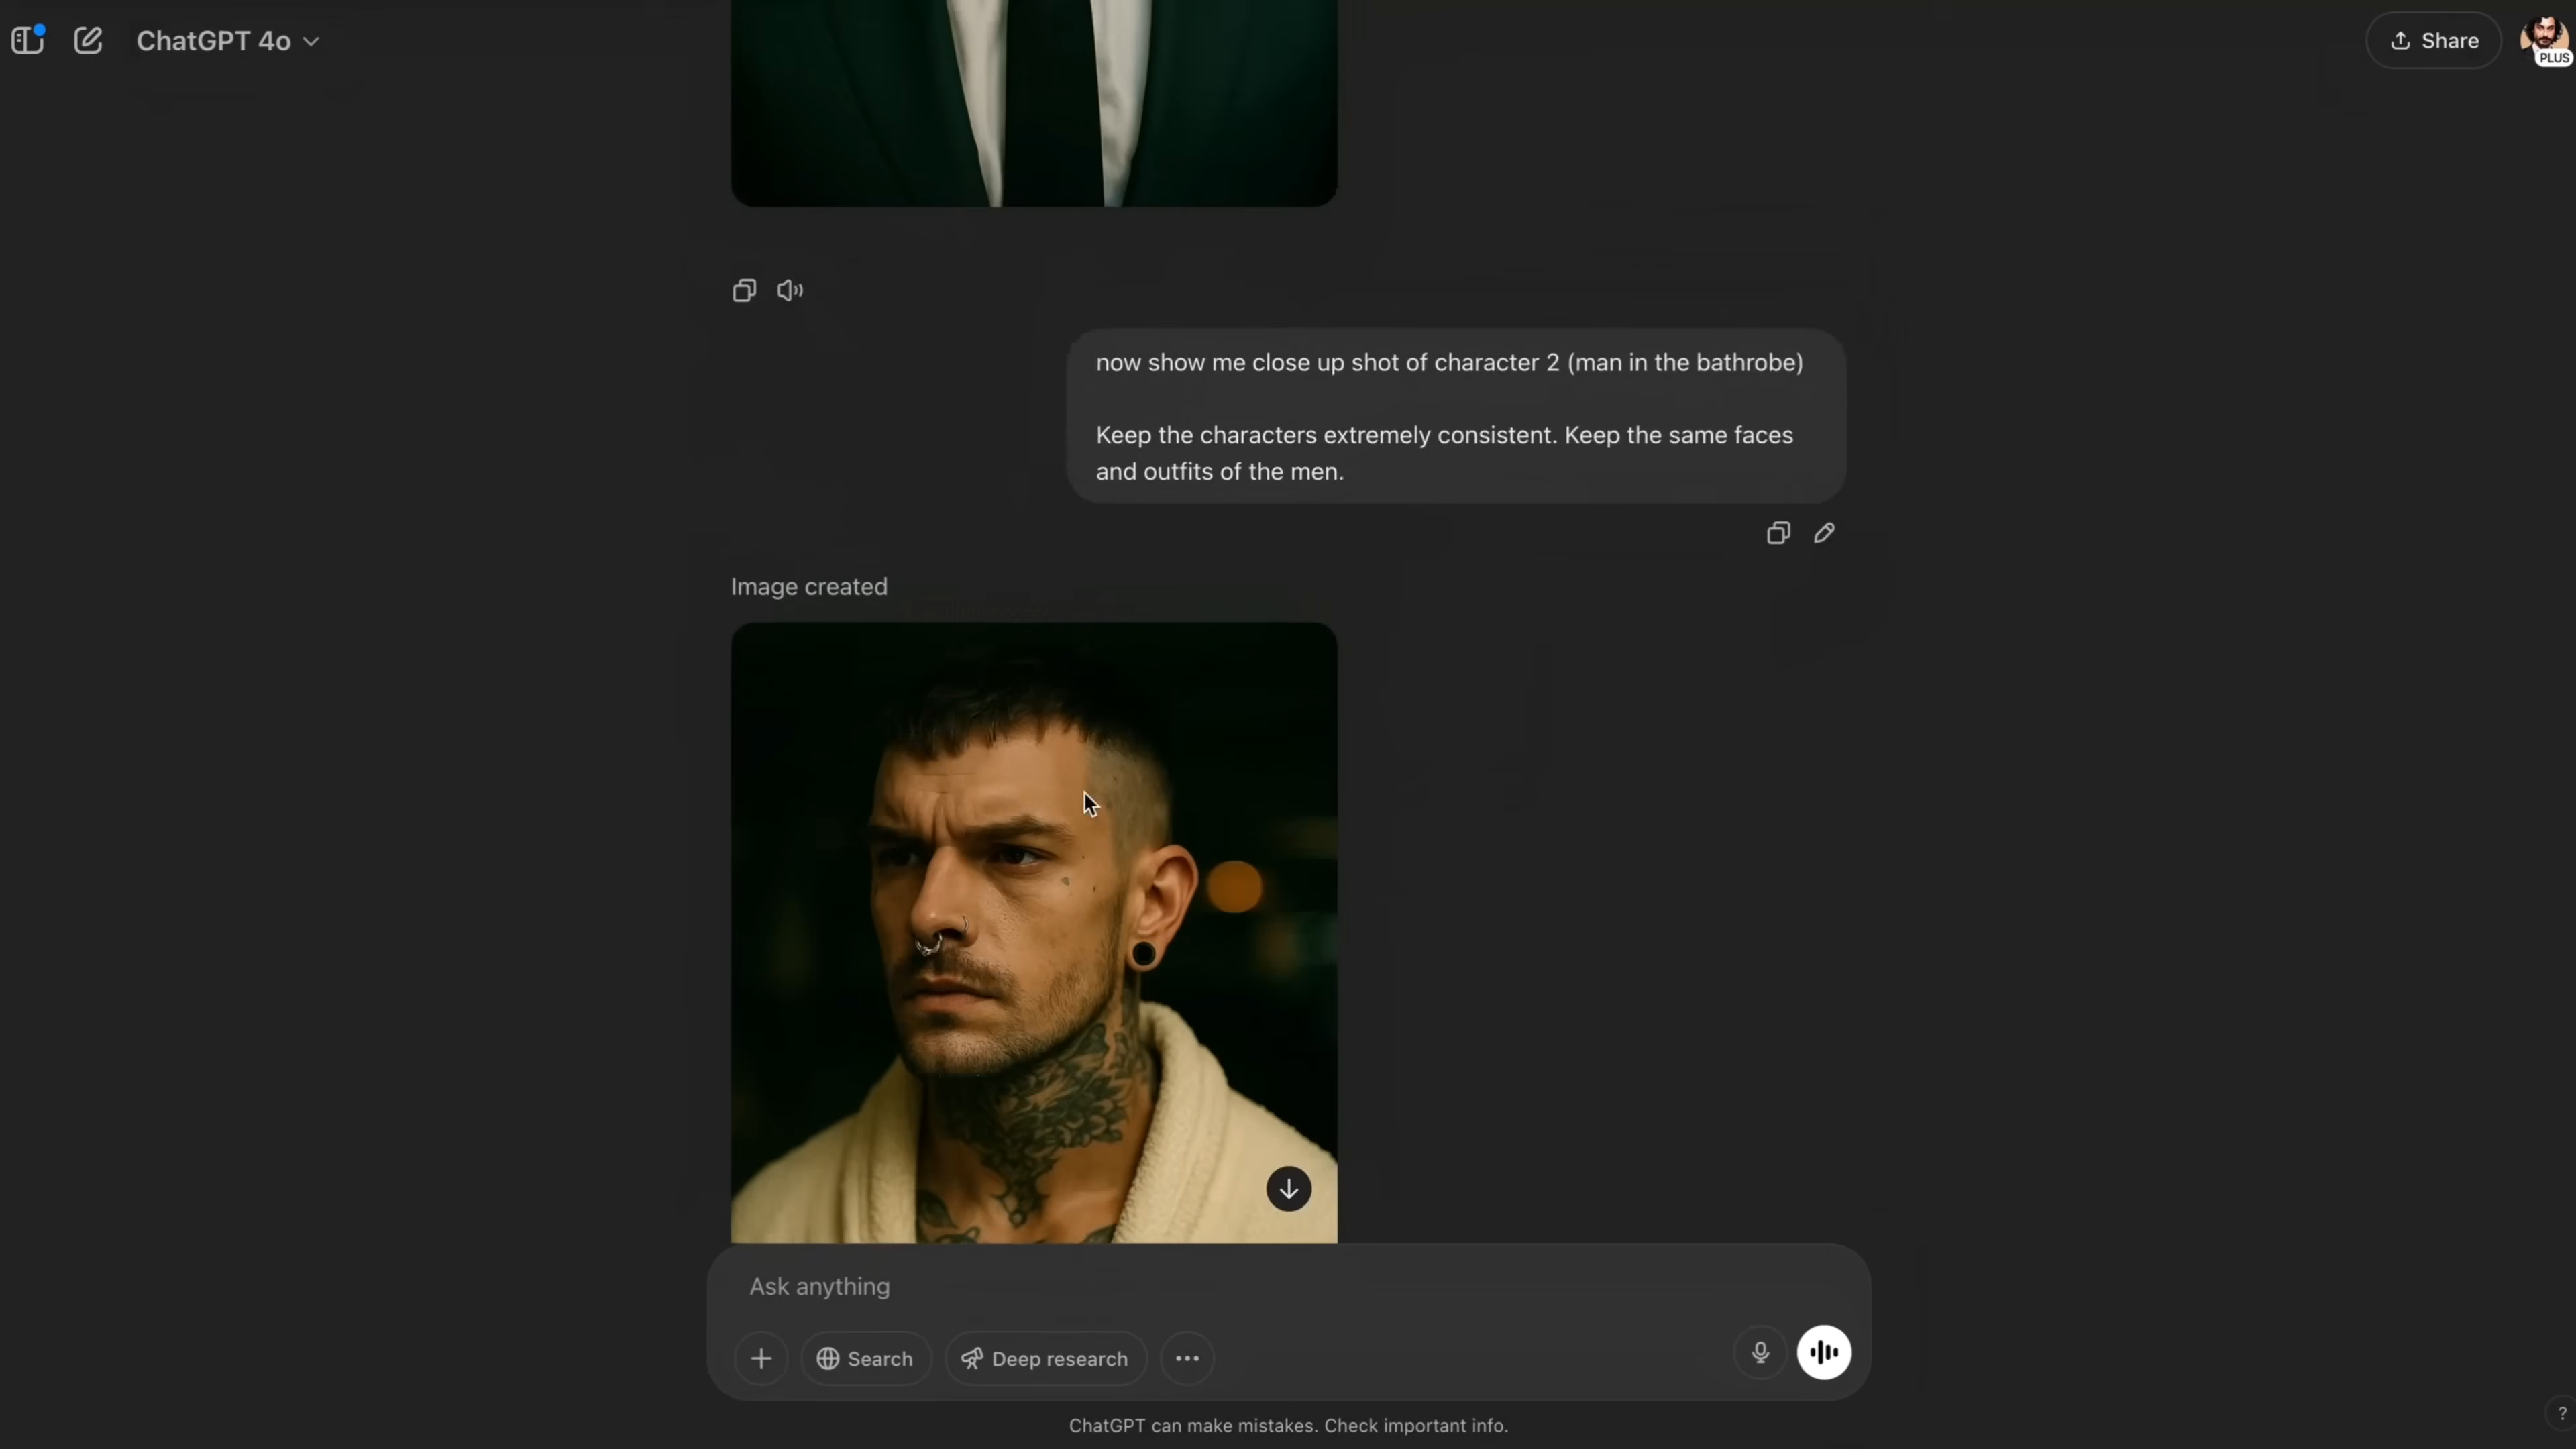 ChatGPT 4o
Share
PLUS
now show me close up shot of character 2 (man in the bathrobe)
Keep the characters extremely consistent. Keep the same faces
and outfits of the men.
Image created
Ask anything
Search
Deep research
ChatGPT can make mistakes. Check important info.
?